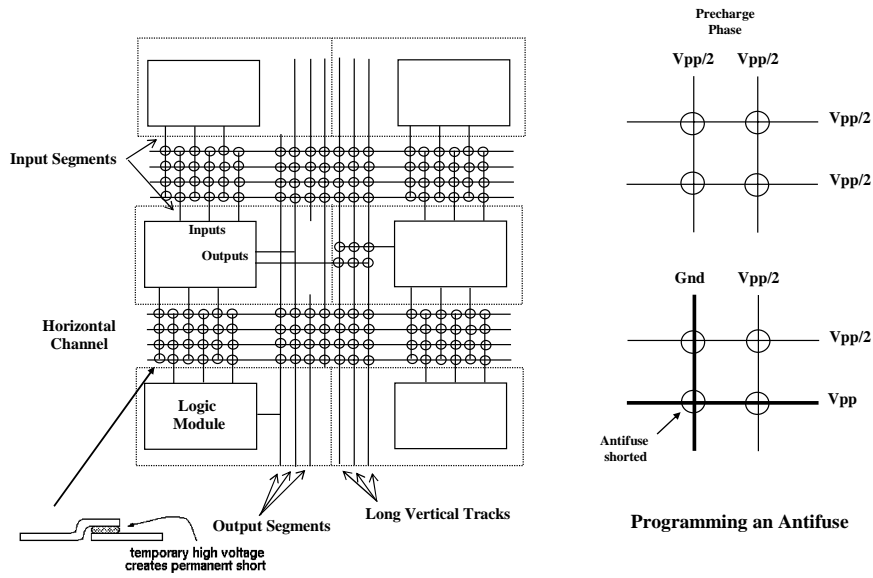 Input Segments
Inputs
Outputs
Horizontal
Channel
Logic
Module
Output Segments
Long Vertical Tracks
temporary high voltage
creates permanent short
Precharge
Phase
Vpp/2 Vpp/2
Vpp/2
Vpp/2
Gnd Vpp/2
Vpp/2
Vpp
Antifuse
shorted
Programming an Antifuse